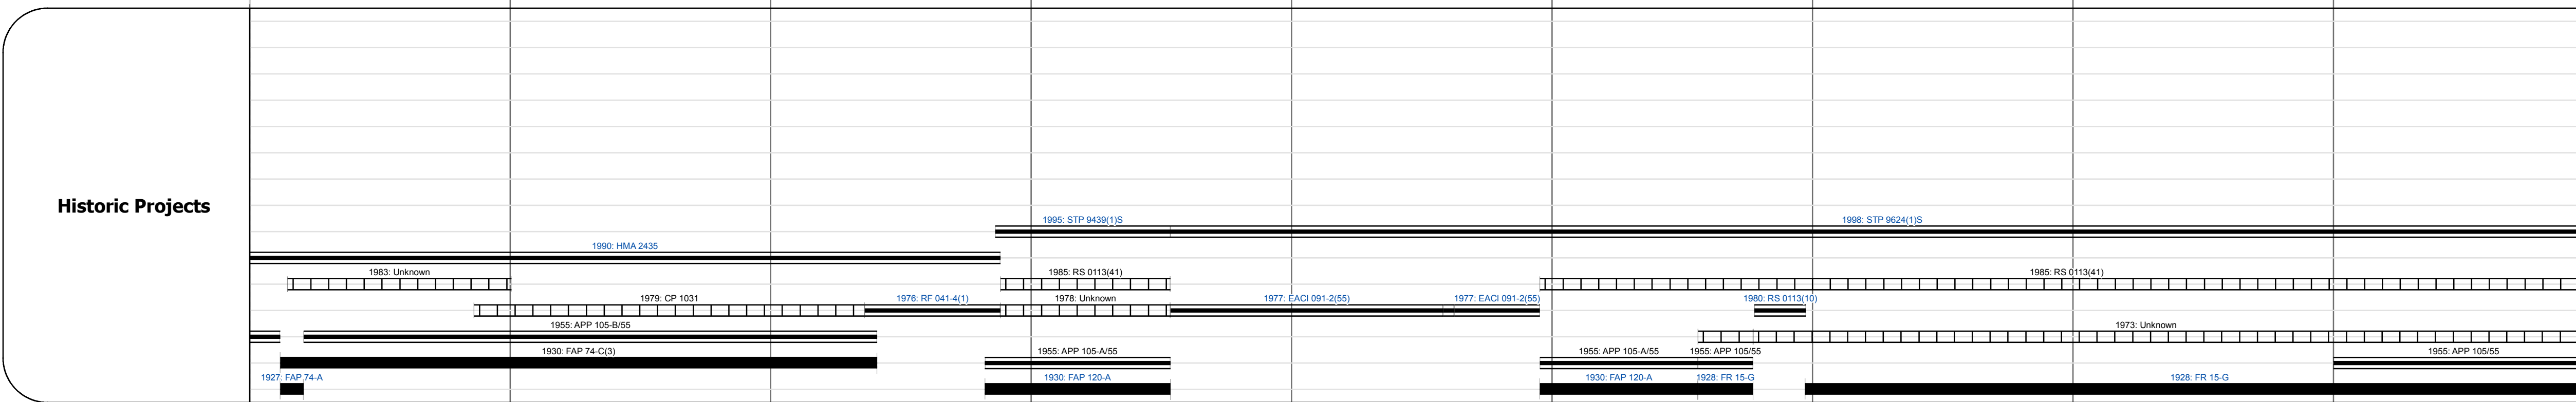 Historic Projects
1995: STP 9439(1)S
1998: STP 9624(1)S
1990: HMA 2435
1983: Unknown
1985: RS 0113(41)
1985: RS 0113(41)
1979: CP 1031
1976: RF 041-4(1)
1978: Unknown
1977: EACI 091-2(55)
1977: EACI 091-2(55)
1980: RS 0113(10)
1955: APP 105-B/55
1973: Unknown
1930: FAP 74-C(3)
1955: APP 105-A/55
1955: APP 105-A/55
1955: APP 105/55
1955: APP 105/55
1927: FAP 74-A
1930: FAP 120-A
1930: FAP 120-A
1928: FR 15-G
1928: FR 15-G